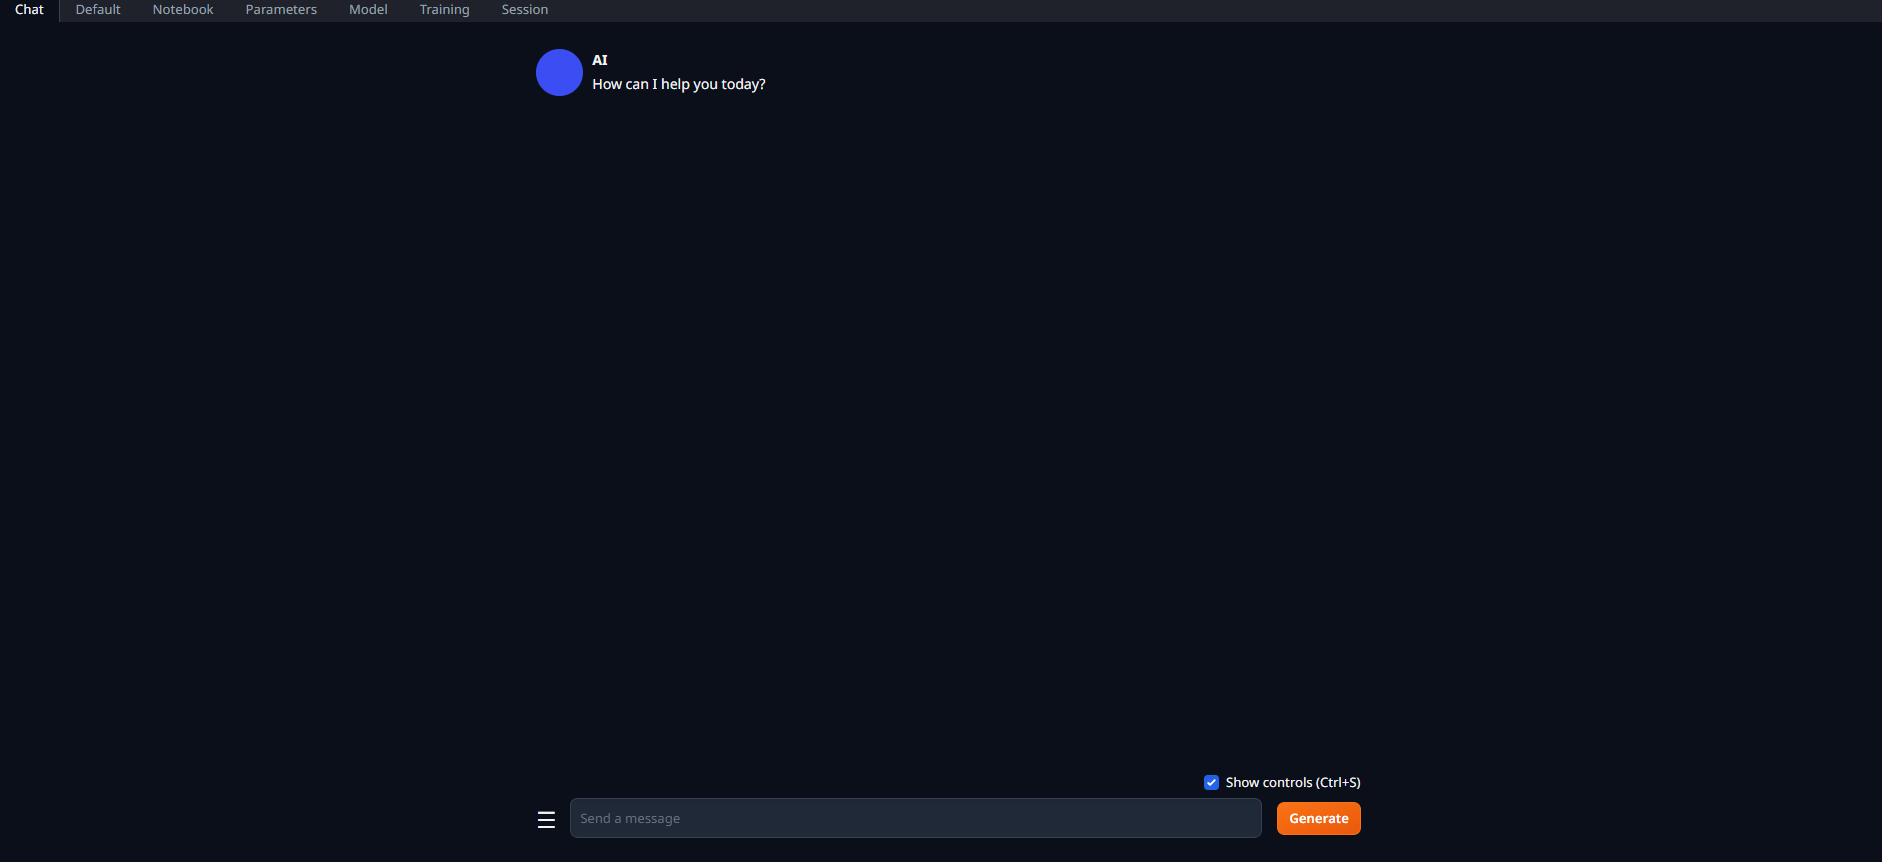 Chat Default Notebook Parameters Model Training Session
AI
How can I help you today?
Show controls (Ctrl+S)
Send a message
Generate